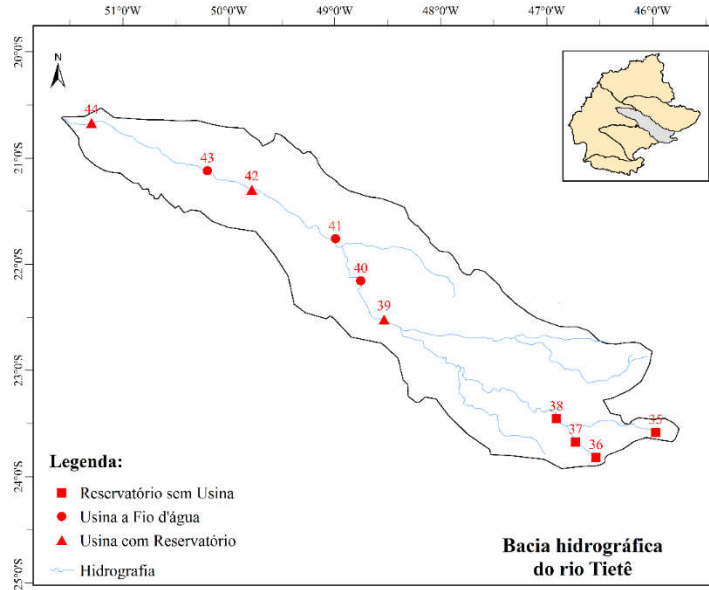 51°0'W 50°0'W 49°0'W 48°0'W 47°0'W 46°0'W
20°0'S
N
44
21°0'S
43
42
41
22°0'S
40
39
23°0'S
38
35
37
36
Legenda:
24°0'S
Reservatório sem Usina
Usina a Fio d'água
Usina com Reservatório
Hidrografia
Bacia hidrográfica
do rio Tietê
25°0'S